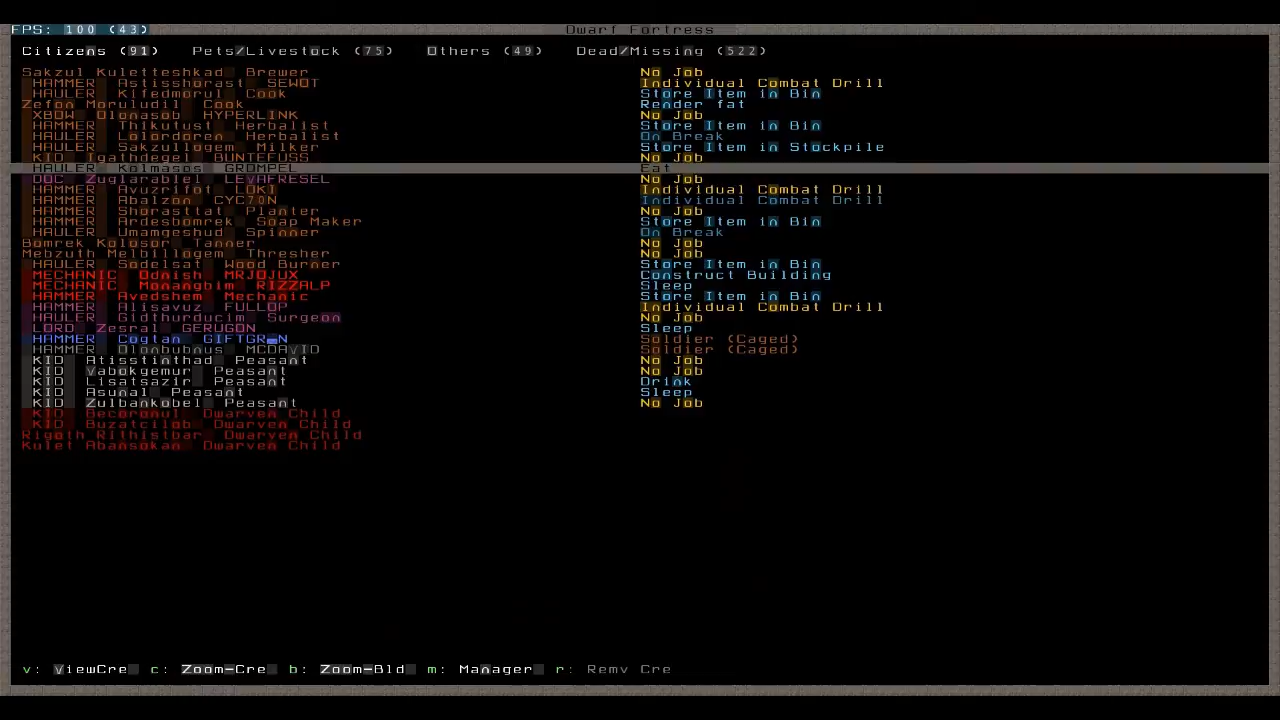 FPS: 100 (43) Dwarf Fortress
Citizens (91) Pets/Livestock (75) Others (49) Dead/Missing (522)
Sakzul Kuletteshkad Brewer No Job
HAMMER Astisshorast SEWOT Individual Combat Drill
HAULER Kifedmorul Cook Store Item in Bin
Zefon Moruludil Cook Render fat
XBOW Olonasob HYPERLINK No Job
HAMMER Thikutust Herbalist Store Item in Bin
HAULER Lolordoren Herbalist On Break
HAULER Sakzullogem Milker Store Item in Stockpile
KID Igathdegel BUNTEFUSS No Job
HAULER Kolmasos GROMPEL Eat
DOC Zuglarablel LEVAFRESEL No Job
HAMMER Avuzrifot LOKI Individual Combat Drill
HAMMER Abalzon CYC70N Individual Combat Drill
HAMMER Shorasttat Planter No Job
HAMMER Ardesbomrek Soap Maker Store Item in Bin
HAULER Umamgeshud Spinner On Break
Bomrek Kolosor Tanner No Job
Mebzuth Melbillogem Thresher No Job
HAULER Sodelsat Wood Burner Store Item in Bin
MECHANIC Odnish MRJOJUX Construct Building
MECHANIC Monangbim RIZZALP Sleep
HAMMER Avedshem Mechanic Store Item in Bin
HAMMER Alisavuz FULLOP Individual Combat Drill
HAULER Gidthurducim Surgeon No Job
LORD Zesral GERUGON Sleep
HAMMER Coglan Soldier (Caged)
HAMMER Olonbubnus MCDAVID Soldier (Caged)
KID Atisstinthad Peasant No Job
KID Vabokgemur Peasant No Job
KID Lisatsazir Peasant Drink
KID Asunal Peasant Sleep
KID Zulbankobel Peasant No Job
KID Becoronul Dwarven Child
KID Buzatcilob Dwarven Child
Rigoth Rithistbar Dwarven Child
Kulet Abansokan Dwarven Child
v: ViewCre c: Zoom-Cre b: Zoom-Bld m: Manager r: Remv Cre